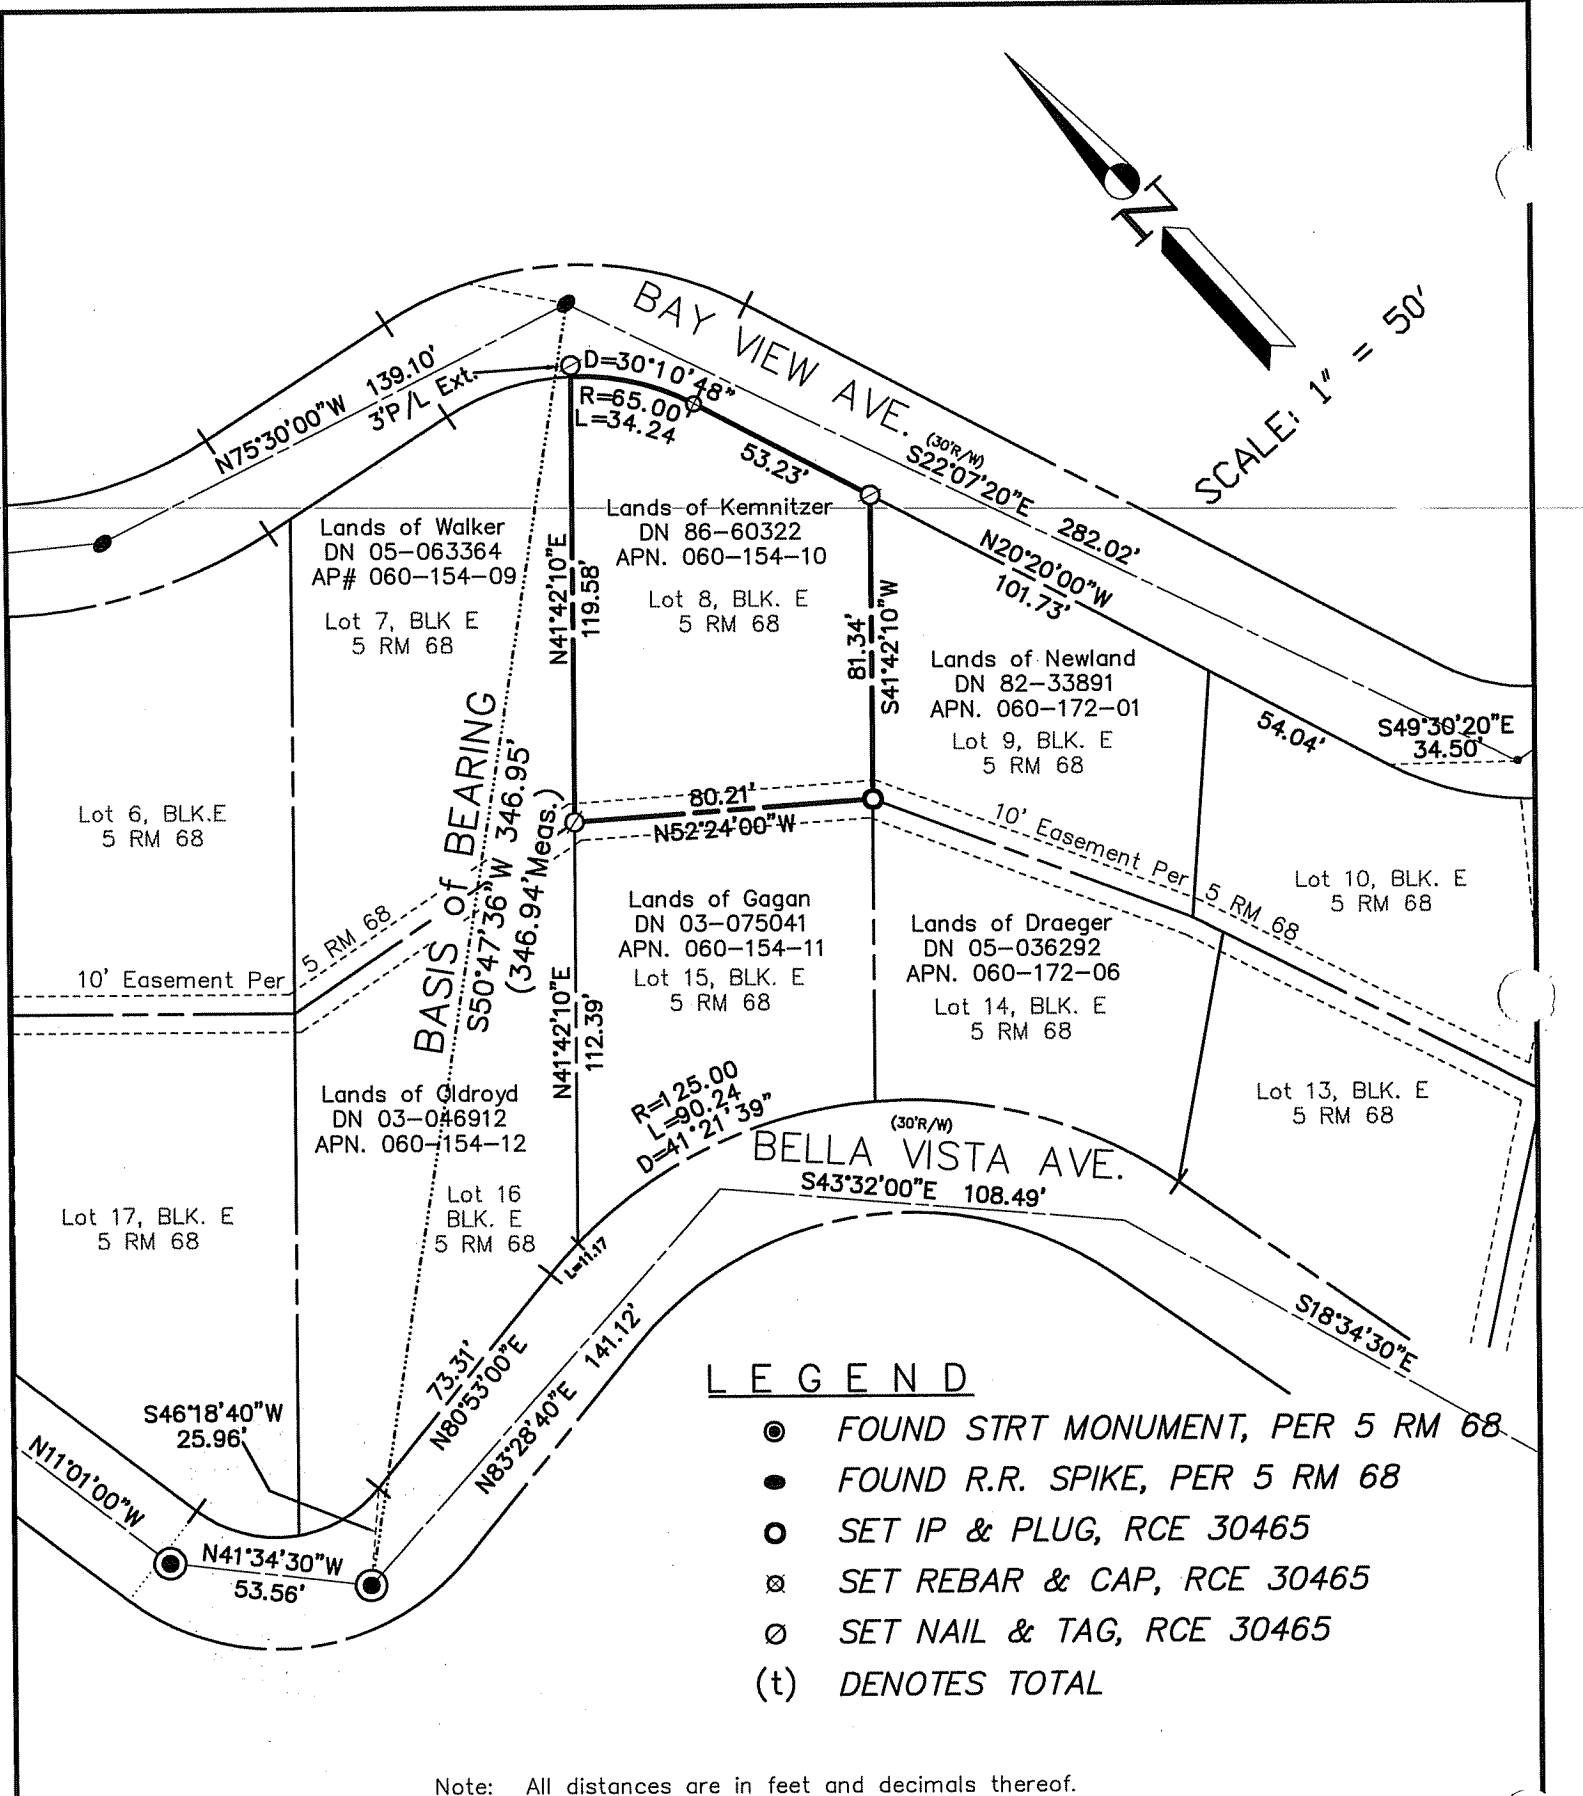 N
SCALE: 1" = 50'
BAY VIEW AVE.
(30'R/W)
S22°07'20"E 282.02'
N75°30'00"W 139.10'
3'P/L Ext.
D=30°10'48"
R=65.00
L=34.24
53.23'
N20°20'00"W
101.73'
54.04'
S49°30'20"E
34.50'
Lands of Walker
DN 05-063364
AP# 060-154-09
Lot 7, BLK E
5 RM 68
N41°42'10"E
119.58'
Lands of Kemnitzer
DN 86-60322
APN. 060-154-10
Lot 8, BLK. E
5 RM 68
81.34'
S41°42'10"W
Lands of Newland
DN 82-33891
APN. 060-172-01
Lot 9, BLK. E
5 RM 68
Lot 6, BLK.E
5 RM 68
BASIS of BEARING
S50°47'36"W 346.95'
(346.94'Meas.)
80.21'
N52°24'00"W
10' Easement Per 5 RM 68
Lot 10, BLK. E
5 RM 68
10' Easement Per 5 RM 68
Lands of Gagan
DN 03-075041
APN. 060-154-11
Lot 15, BLK. E
5 RM 68
Lands of Draeger
DN 05-036292
APN. 060-172-06
Lot 14, BLK. E
5 RM 68
N41°42'10"E
112.39'
Lands of Oldroyd
DN 03-046912
APN. 060-154-12
Lot 16
BLK. E
5 RM 68
R=125.00
L=90.24
D=41°21'39"
Lot 13, BLK. E
5 RM 68
(30'R/W)
BELLA VISTA AVE.
S43°32'00"E 108.49'
Lot 17, BLK. E
5 RM 68
L=11.17
73.31'
N80°53'00"E
N83°28'40"E 141.12'
S18°34'30"E
S46°18'40"W
25.96'
N11°01'00"W
N41°34'30"W
53.56'
LEGEND
FOUND STRT MONUMENT, PER 5 RM 68
FOUND R.R. SPIKE, PER 5 RM 68
SET IP & PLUG, RCE 30465
SET REBAR & CAP, RCE 30465
SET NAIL & TAG, RCE 30465
(t) DENOTES TOTAL
Note: All distances are in feet and decimals thereof.